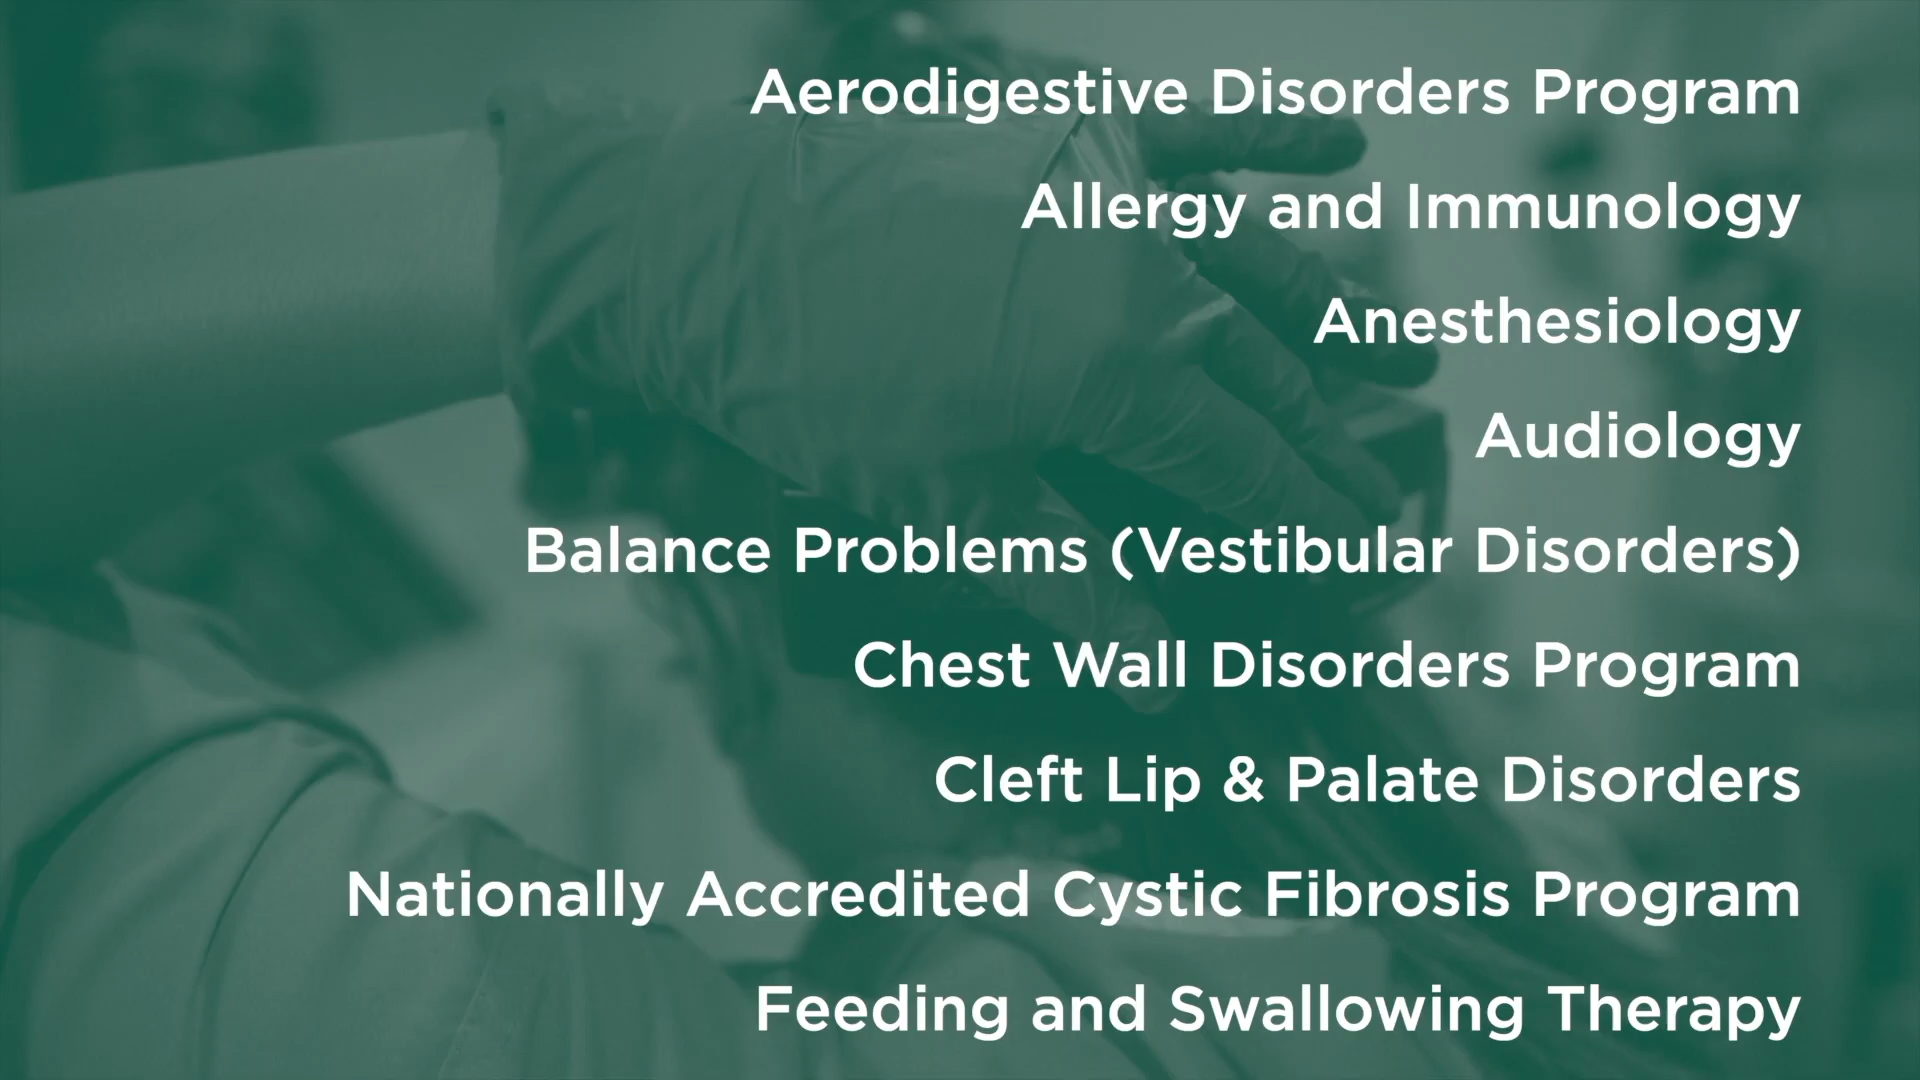 Aerodigestive Disorders Program
Allergy and Immunology
Anesthesiology
Audiology
Balance Problems (Vestibular Disorders)
Chest Wall Disorders Program
Cleft Lip & Palate Disorders
Nationally Accredited Cystic Fibrosis Program
Feeding and Swallowing Therapy